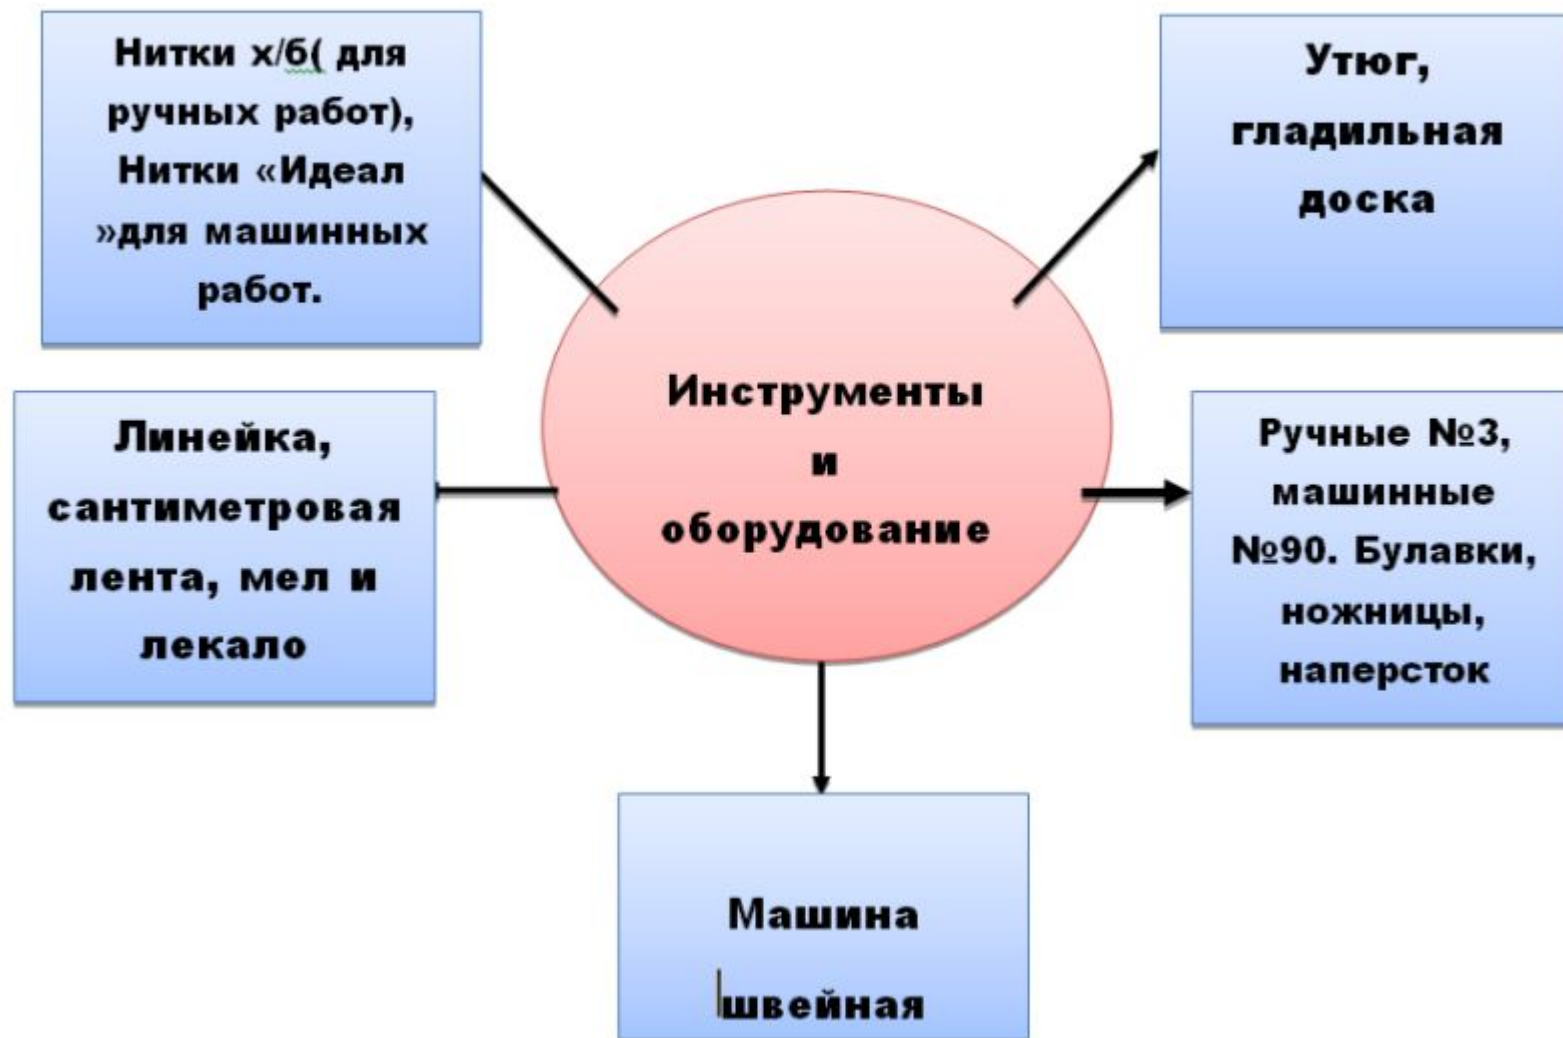 Нитки х/б( для
ручных работ),
Нитки «Идеал
»для машинных
работ.
Утюг,
гладильная
доска
Инструменты
и
оборудование
Линейка,
сантиметровая
лента, мел и
лекало
Ручные №3,
машинные
№90. Булавки,
ножницы,
наперсток
Машина
швейная